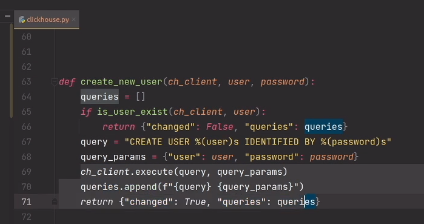 clickhouse.py
60
61
62
63 def create_new_user(ch_client, user, password):
64 queries = []
65 if is_user_exist(ch_client, user):
66 return {"changed": False, "queries": queries}
67 query = "CREATE USER %(user)s IDENTIFIED BY %(password)s"
68 query_params = {"user": user, "password": password}
69 ch_client.execute(query, query_params)
70 queries.append(f"{query} {query_params}")
71 return {"changed": True, "queries": queries}